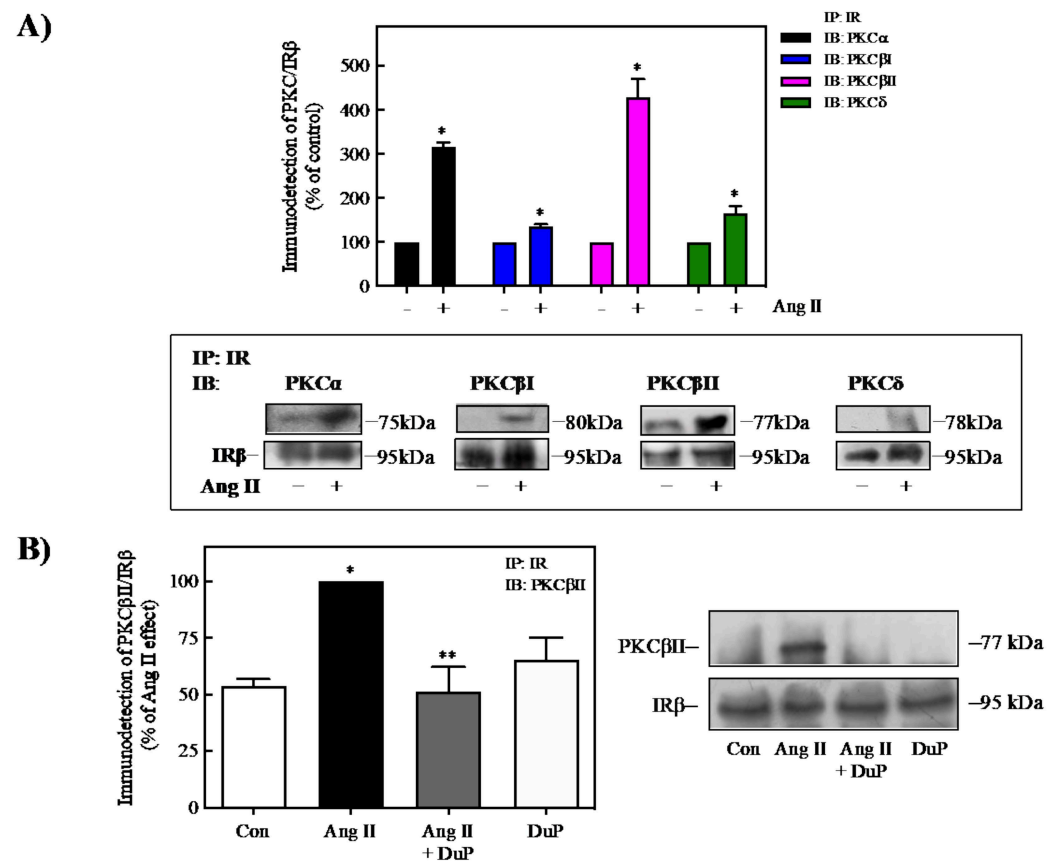 A)
IP: IR
IB: PKCα
IB: PKCβI
IB: PKCβII
IB: PKCδ
Immunodetection of PKC/IRβ
(% of control)
500
400
300
200
100
0
*
*
*
*
– + – + – + – + Ang II
IP: IR
IB: PKCα PKCβI PKCβII PKCδ
–75kDa –80kDa –77kDa –78kDa
IRβ– –95kDa –95kDa –95kDa –95kDa
Ang II – + – + – + – +
B)
Immunodetection of PKCβII/IRβ
(% of Ang II effect)
IP: IR
IB: PKCβII
100
75
50
25
0
*
**
Con Ang II Ang II + DuP DuP
PKCβII– –77 kDa
IRβ– –95 kDa
Con Ang II Ang II + DuP DuP